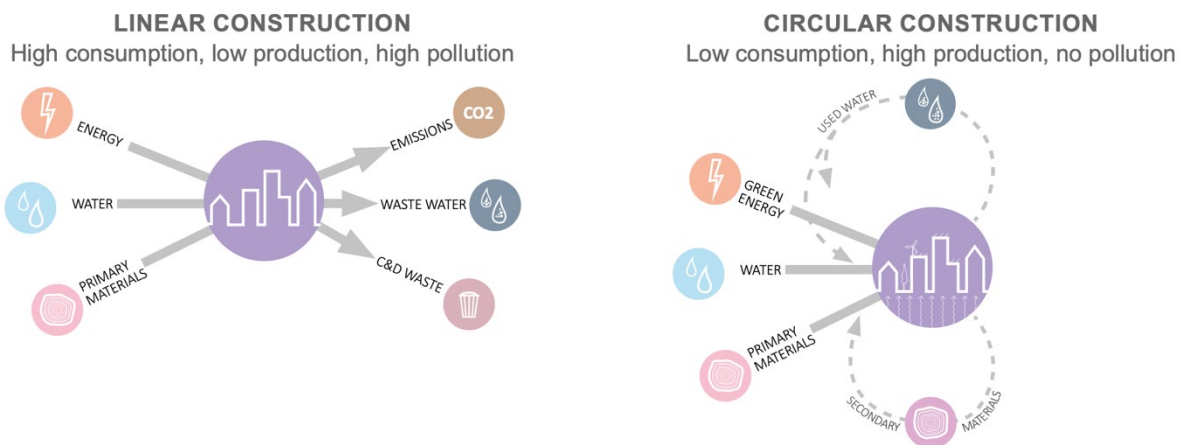 LINEAR CONSTRUCTION
High consumption, low production, high pollution
ENERGY
WATER
PRIMARY
MATERIALS
CO2
EMISSIONS
WASTE WATER
C&D WASTE
CIRCULAR CONSTRUCTION
Low consumption, high production, no pollution
USED WATER
GREEN
ENERGY
WATER
PRIMARY
MATERIALS
SECONDARY
MATERIALS